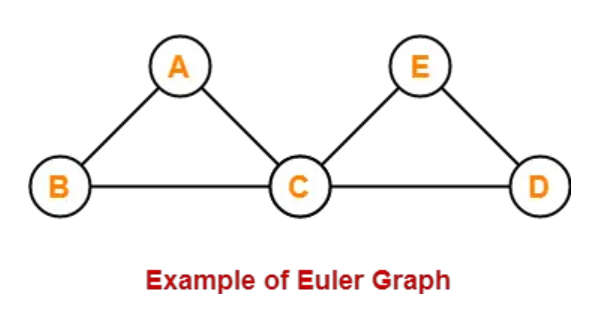 A E
B C D
Example of Euler Graph